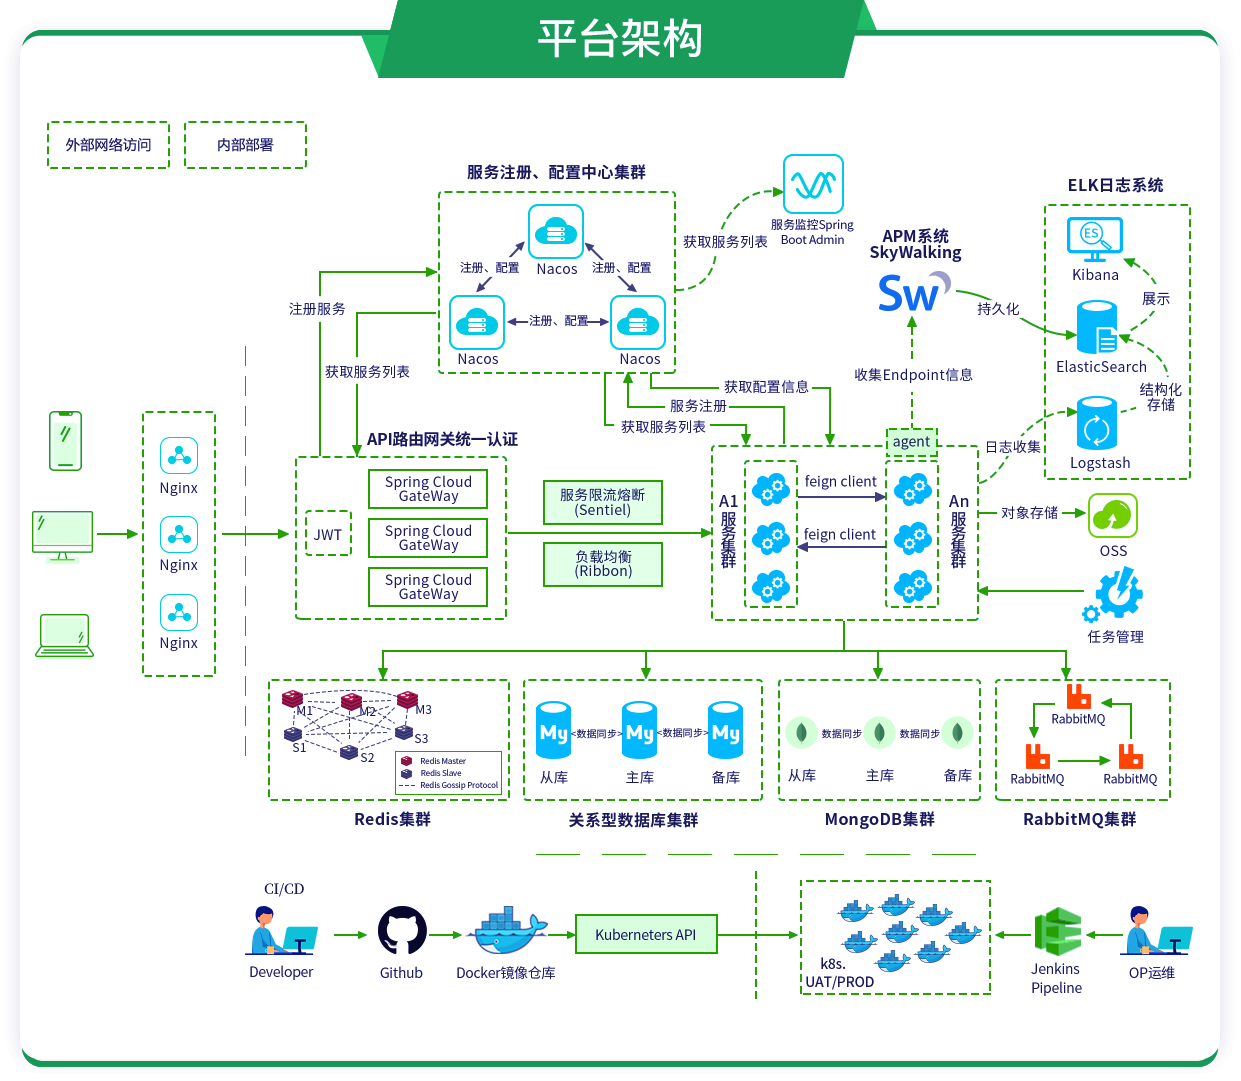 平台架构
外部网络访问
内部部署
服务注册、配置中心集群
Nacos
注册、配置
注册、配置
Nacos
注册、配置
Nacos
获取服务列表
服务监控Spring
Boot Admin
APM系统
SkyWalking
Sw
持久化
ELK日志系统
ES
Kibana
展示
ElasticSearch
结构化
存储
Logstash
注册服务
获取服务列表
收集Endpoint信息
获取配置信息
服务注册
获取服务列表
日志收集
Nginx
Nginx
Nginx
API路由网关统一认证
JWT
Spring Cloud
GateWay
Spring Cloud
GateWay
Spring Cloud
GateWay
服务限流熔断
(Sentiel)
负载均衡
(Ribbon)
agent
A1
服务集群
feign client
feign client
An
服务集群
对象存储
OSS
任务管理
M1
M2
M3
S1
S2
S3
Redis Master
Redis Slave
Redis Gossip Protocol
Redis集群
My
<数据同步>
My
<数据同步>
My
从库
主库
备库
关系型数据库集群
数据同步
数据同步
从库
主库
备库
MongoDB集群
RabbitMQ
RabbitMQ
RabbitMQ
RabbitMQ集群
CI/CD
Developer
Github
Docker镜像仓库
Kuberneters API
k8s.
UAT/PROD
Jenkins
Pipeline
OP运维